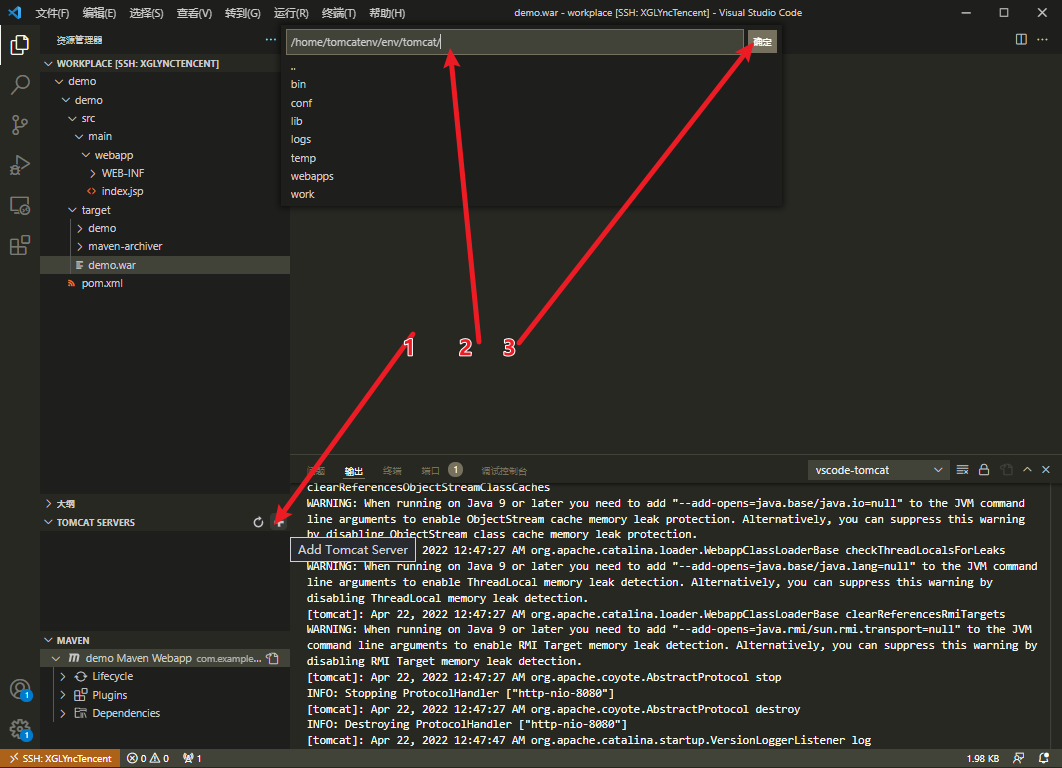 文件(F) 编辑(E) 选择(S) 查看(V) 转到(G) 运行(R) 终端(T) 帮助(H) demo.war - workplace [SSH: XGLYncTencent] - Visual Studio Code
资源管理器
/home/tomcatenv/env/tomcat/
确定
..
bin
conf
lib
logs
temp
webapps
work
WORKPLACE [SSH: XGLYNCTENCENT]
demo
demo
src
main
webapp
WEB-INF
index.jsp
target
demo
maven-archiver
demo.war
pom.xml
1 2 3
大纲
TOMCAT SERVERS
Add Tomcat Server
MAVEN
demo Maven Webapp com.example...
Lifecycle
Plugins
Dependencies
问题 输出 终端 端口 1 调试控制台 vscode-tomcat
clearReferencesObjectStreamClassCaches
WARNING: When running on Java 9 or later you need to add "--add-opens=java.base/java.io=null" to the JVM command
line arguments to enable ObjectStream cache memory leak protection. Alternatively, you can suppress this warning
by disabling ObjectStream class cache memory leak protection.
2022 12:47:27 AM org.apache.catalina.loader.WebappClassLoaderBase checkThreadLocalsForLeaks
WARNING: When running on Java 9 or later you need to add "--add-opens=java.base/java.lang=null" to the JVM command
line arguments to enable ThreadLocal memory leak detection. Alternatively, you can suppress this warning by
disabling ThreadLocal memory leak detection.
[tomcat]: Apr 22, 2022 12:47:27 AM org.apache.catalina.loader.WebappClassLoaderBase clearReferencesRmiTargets
WARNING: When running on Java 9 or later you need to add "--add-opens=java.rmi/sun.rmi.transport=null" to the JVM
command line arguments to enable RMI Target memory leak detection. Alternatively, you can suppress this warning by
disabling RMI Target memory leak detection.
[tomcat]: Apr 22, 2022 12:47:27 AM org.apache.coyote.AbstractProtocol stop
INFO: Stopping ProtocolHandler ["http-nio-8080"]
[tomcat]: Apr 22, 2022 12:47:27 AM org.apache.coyote.AbstractProtocol destroy
INFO: Destroying ProtocolHandler ["http-nio-8080"]
[tomcat]: Apr 22, 2022 12:47:47 AM org.apache.catalina.startup.VersionLoggerListener log
1
1
SSH: XGLYncTencent 0 0 1 1.98 KB